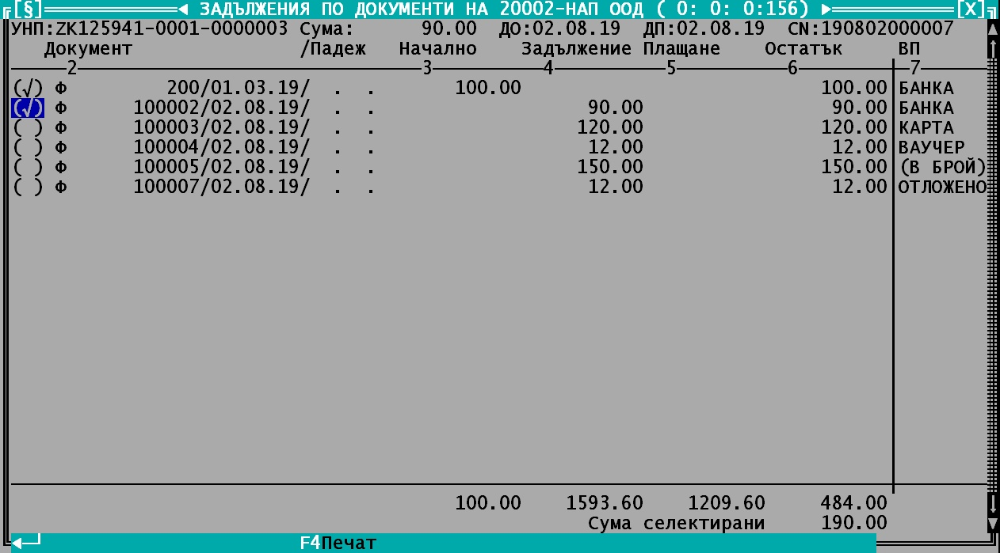 [§] ◄ ЗАДЪЛЖЕНИЯ ПО ДОКУМЕНТИ НА 20002-НАП ООД ( 0: 0: 0:156) ► [X]
УНП:ZK125941-0001-0000003 Сума: 90.00 ДО:02.08.19 ДП:02.08.19 CN:190802000007
Документ /Падеж Начално Задължение Плащане Остатък ВП
2 3 4 5 6 7
(√) Ф 200/01.03.19/ . . 100.00 100.00 БАНКА
(√) Ф 100002/02.08.19/ . . 90.00 90.00 БАНКА
( ) Ф 100003/02.08.19/ . . 120.00 120.00 КАРТА
( ) Ф 100004/02.08.19/ . . 12.00 12.00 ВАУЧЕР
( ) Ф 100005/02.08.19/ . . 150.00 150.00 (В БРОЙ)
( ) Ф 100007/02.08.19/ . . 12.00 12.00 ОТЛОЖЕНО
100.00 1593.60 1209.60 484.00
Сума селектирани 190.00
F4Печат